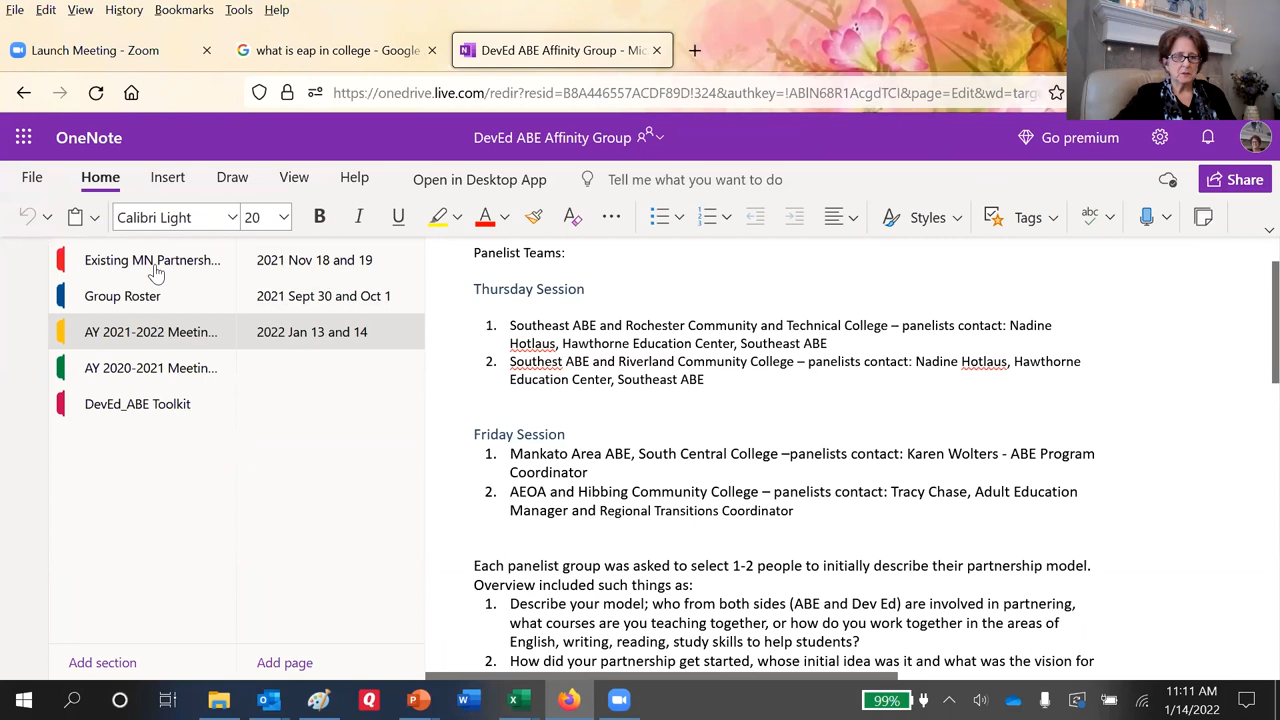 File Edit View History Bookmarks Tools Help
Launch Meeting - Zoom
what is eap in college - Google
DevEd ABE Affinity Group - Mic
https://onedrive.live.com/redir?resid=B8A446557ACDF89D!324&authkey=!ABlN68R1AcgdTCI&page=Edit&wd=targ
OneNote
DevEd ABE Affinity Group
Go premium
File Home Insert Draw View Help Open in Desktop App Tell me what you want to do
Share
Calibri Light 20 B I U A A Styles Tags abc
Existing MN Partnersh...
Group Roster
AY 2021-2022 Meetin...
AY 2020-2021 Meetin...
DevEd_ABE Toolkit
Add section
2021 Nov 18 and 19
2021 Sept 30 and Oct 1
2022 Jan 13 and 14
Add page
Panelist Teams:
Thursday Session
1. Southeast ABE and Rochester Community and Technical College – panelists contact: Nadine
Hotlaus, Hawthorne Education Center, Southeast ABE
2. Southest ABE and Riverland Community College – panelists contact: Nadine Hotlaus, Hawthorne
Education Center, Southeast ABE
Friday Session
1. Mankato Area ABE, South Central College –panelists contact: Karen Wolters - ABE Program
Coordinator
2. AEOA and Hibbing Community College – panelists contact: Tracy Chase, Adult Education
Manager and Regional Transitions Coordinator
Each panelist group was asked to select 1-2 people to initially describe their partnership model.
Overview included such things as:
1. Describe your model; who from both sides (ABE and Dev Ed) are involved in partnering,
what courses are you teaching together, or how do you work together in the areas of
English, writing, reading, study skills to help students?
2. How did your partnership get started, whose initial idea was it and what was the vision for
99%
11:11 AM
1/14/2022